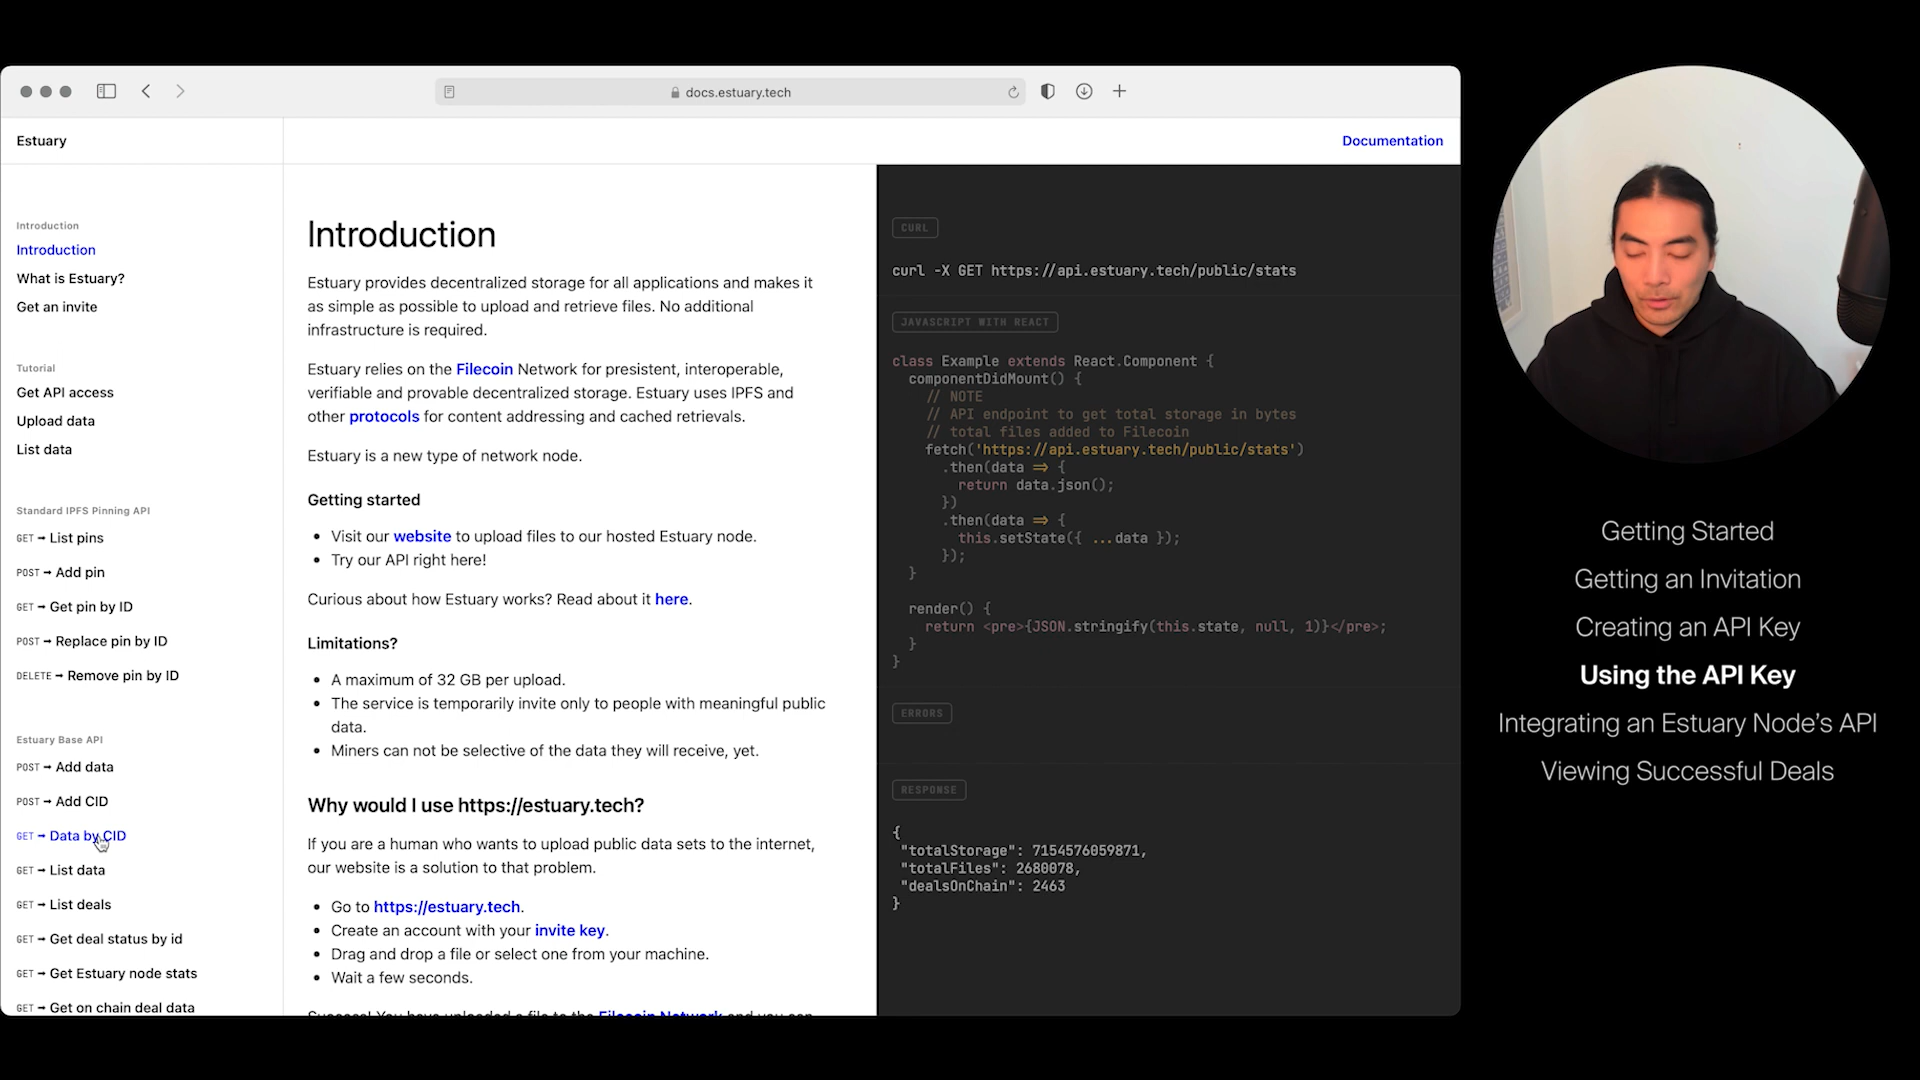 docs.estuary.tech
Estuary
Documentation
Introduction
Introduction
What is Estuary?
Get an invite
Tutorial
Get API access
Upload data
List data
Standard IPFS Pinning API
GET → List pins
POST → Add pin
GET → Get pin by ID
POST → Replace pin by ID
DELETE → Remove pin by ID
Estuary Base API
POST → Add data
POST → Add CID
GET → Data by CID
GET → List data
GET → List deals
GET → Get deal status by id
GET → Get Estuary node stats
GET → Get on chain deal data
Introduction
Estuary provides decentralized storage for all applications and makes it
as simple as possible to upload and retrieve files. No additional
infrastructure is required.
Estuary relies on the Filecoin Network for presistent, interoperable,
verifiable and provable decentralized storage. Estuary uses IPFS and
other protocols for content addressing and cached retrievals.
Estuary is a new type of network node.
Getting started
• Visit our website to upload files to our hosted Estuary node.
• Try our API right here!
Curious about how Estuary works? Read about it here.
Limitations?
• A maximum of 32 GB per upload.
• The service is temporarily invite only to people with meaningful public
data.
• Miners can not be selective of the data they will receive, yet.
Why would I use https://estuary.tech?
If you are a human who wants to upload public data sets to the internet,
our website is a solution to that problem.
• Go to https://estuary.tech.
• Create an account with your invite key.
• Drag and drop a file or select one from your machine.
• Wait a few seconds.
Success! You have uploaded a file to the Filecoin Network and you can
CURL
curl -X GET https://api.estuary.tech/public/stats
JAVASCRIPT WITH REACT
class Example extends React.Component {
componentDidMount() {
// NOTE
// API endpoint to get total storage in bytes
// total files added to Filecoin
fetch('https://api.estuary.tech/public/stats')
.then(data => {
return data.json();
})
.then(data => {
this.setState({ ...data });
});
}
render() {
return <pre>{JSON.stringify(this.state, null, 1)}</pre>;
}
}
ERRORS
RESPONSE
{
"totalStorage": 7154576059871,
"totalFiles": 2680078,
"dealsOnChain": 2463
}
Getting Started
Getting an Invitation
Creating an API Key
Using the API Key
Integrating an Estuary Node's API
Viewing Successful Deals